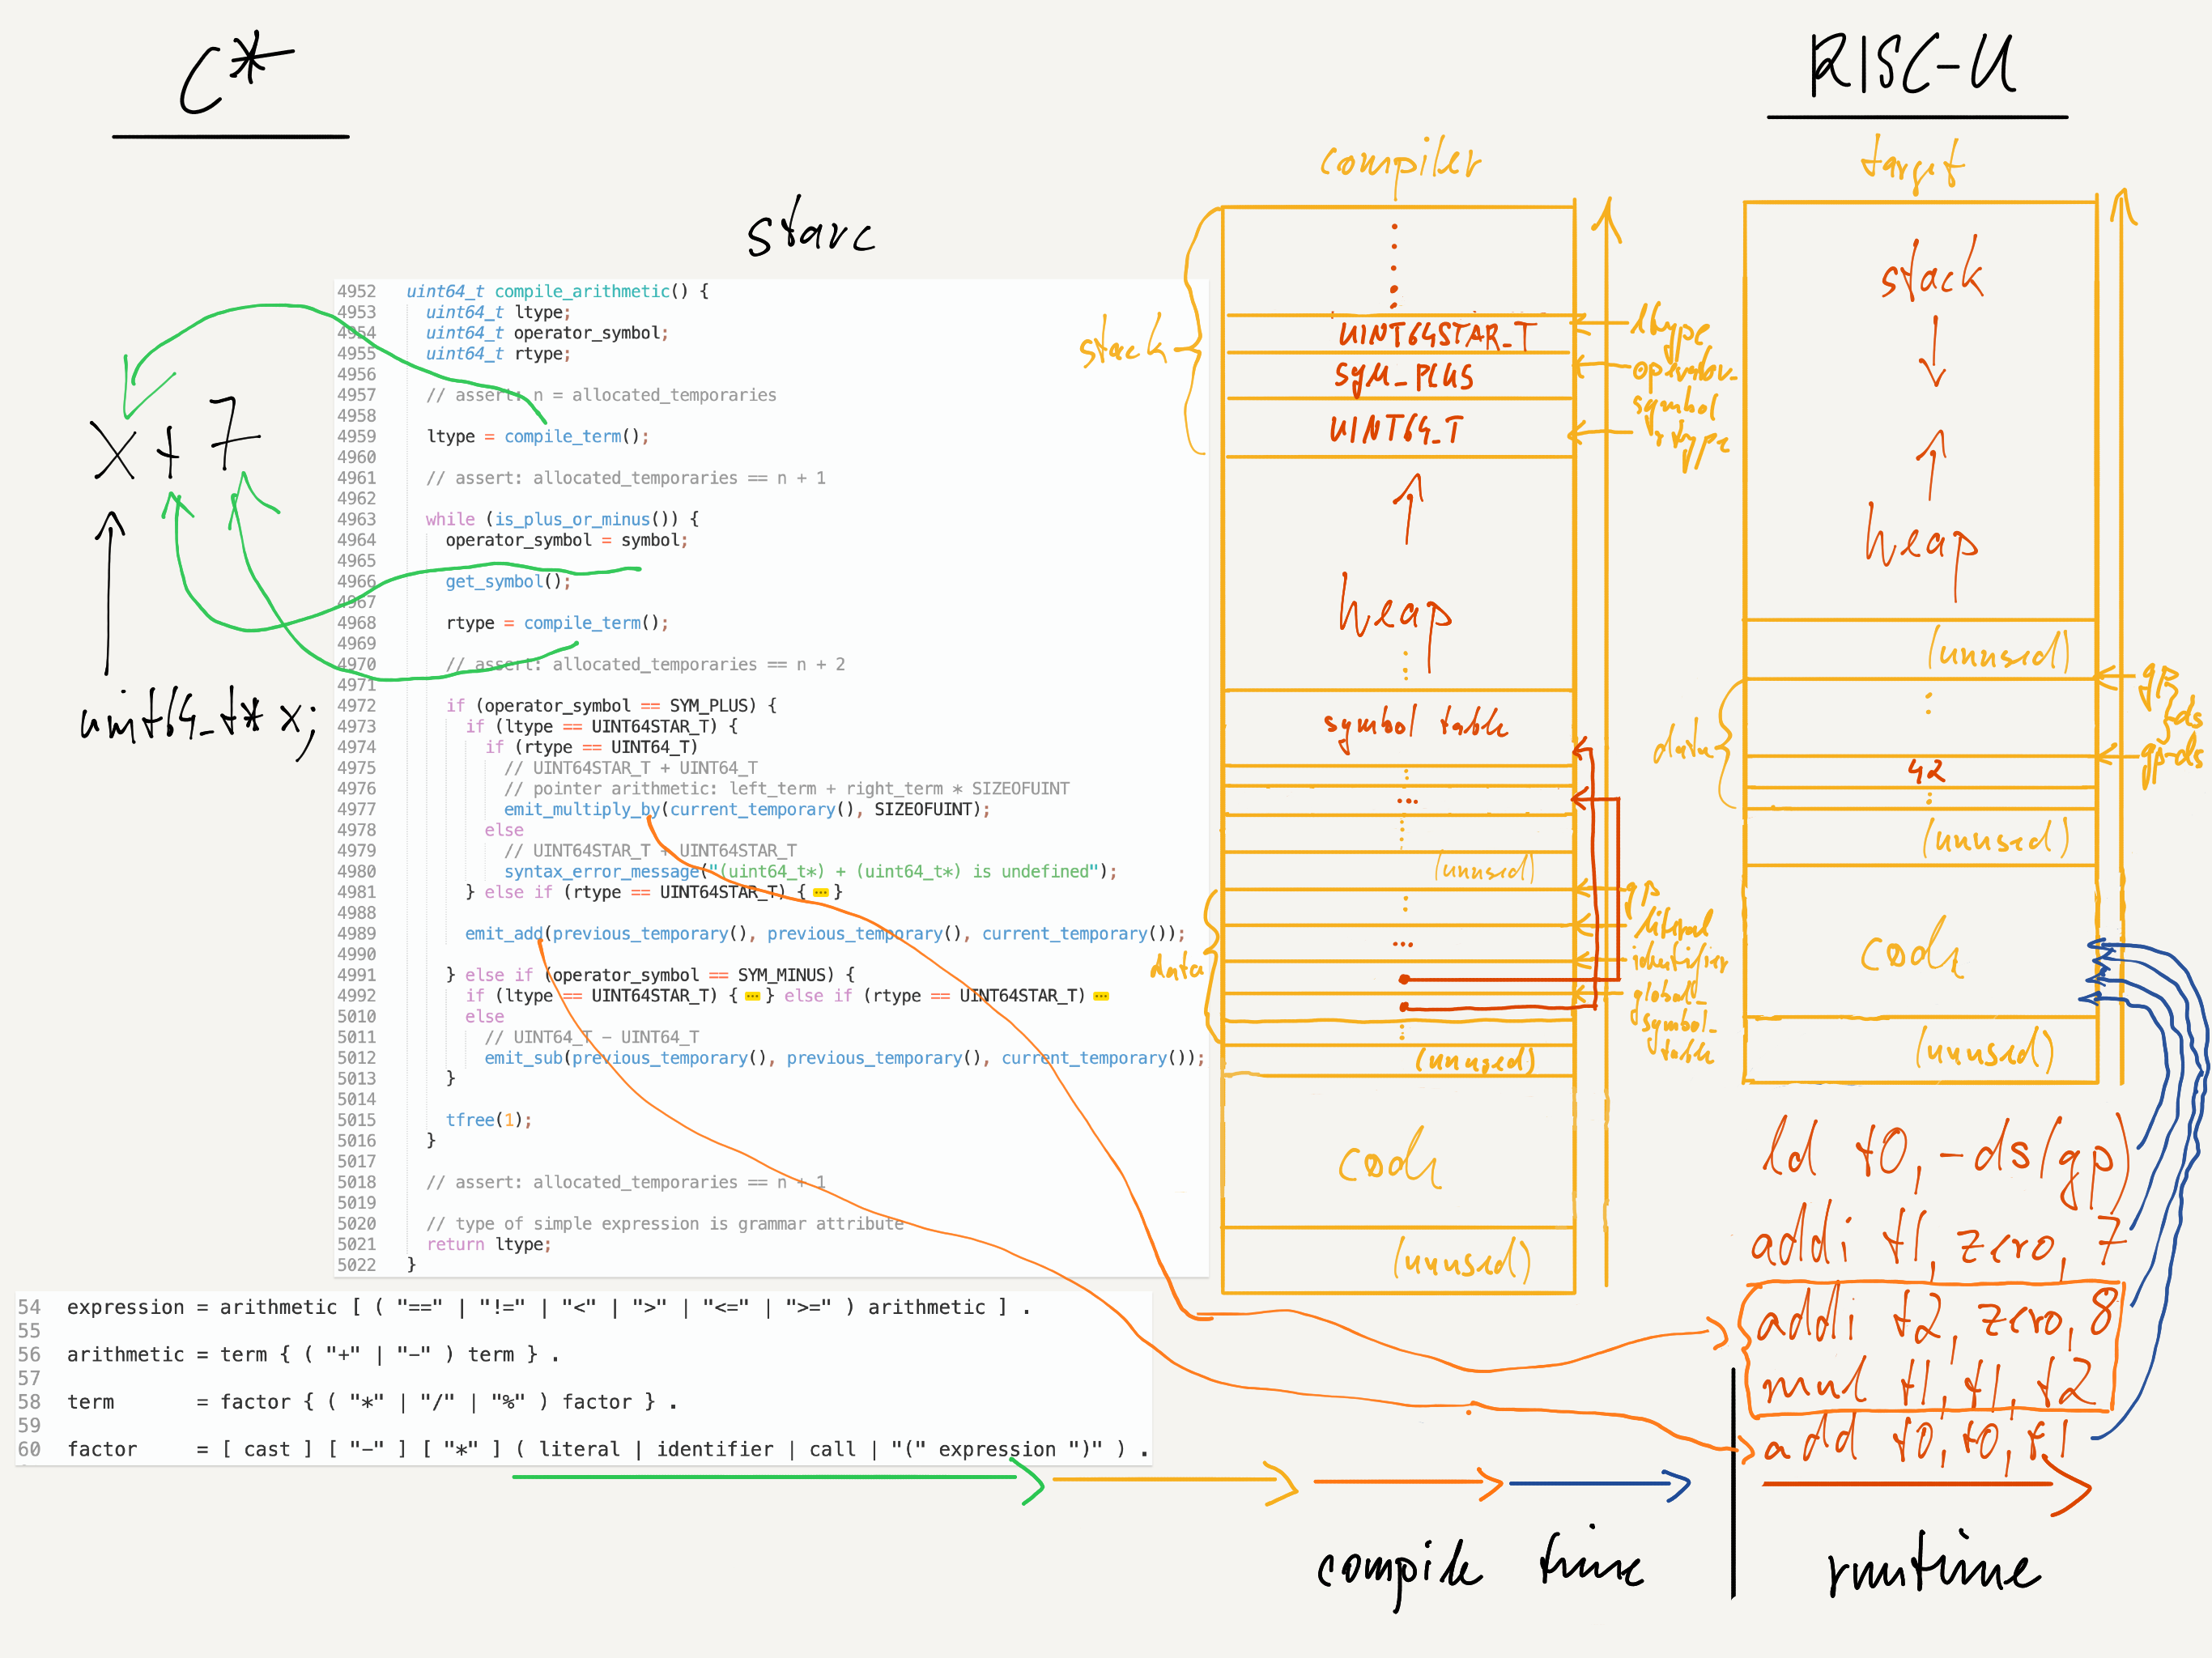 C*
RISC-U
compiler
target
starc
4952 uint64_t compile_arithmetic() {
4953 uint64_t ltype;
4954 uint64_t operator_symbol;
4955 uint64_t rtype;
4956
4957 // assert: n = allocated_temporaries
4958
4959 ltype = compile_term();
4960
4961 // assert: allocated_temporaries == n + 1
4962
4963 while (is_plus_or_minus()) {
4964 operator_symbol = symbol;
4965
4966 get_symbol();
4967
4968 rtype = compile_term();
4969
4970 // assert: allocated_temporaries == n + 2
4971
4972 if (operator_symbol == SYM_PLUS) {
4973 if (ltype == UINT64STAR_T) {
4974 if (rtype == UINT64_T)
4975 // UINT64STAR_T + UINT64_T
4976 // pointer arithmetic: left_term + right_term * SIZEOFUINT
4977 emit_multiply_by(current_temporary(), SIZEOFUINT);
4978 else
4979 // UINT64STAR_T + UINT64STAR_T
4980 syntax_error_message("(uint64_t*) + (uint64_t*) is undefined");
4981 } else if (rtype == UINT64STAR_T) { ⋯ }
4988
4989 emit_add(previous_temporary(), previous_temporary(), current_temporary());
4990
4991 } else if (operator_symbol == SYM_MINUS) {
4992 if (ltype == UINT64STAR_T) { ⋯ } else if (rtype == UINT64STAR_T) ⋯
5010 else
5011 // UINT64_T - UINT64_T
5012 emit_sub(previous_temporary(), previous_temporary(), current_temporary());
5013 }
5014
5015 tfree(1);
5016 }
5017
5018 // assert: allocated_temporaries == n + 1
5019
5020 // type of simple expression is grammar attribute
5021 return ltype;
5022 }
x + 7
uint64_t* x;
54 expression = arithmetic [ ( "==" | "!=" | "<" | ">" | "<=" | ">=" ) arithmetic ] .
55
56 arithmetic = term { ( "+" | "-" ) term } .
57
58 term = factor { ( "*" | "/" | "%" ) factor } .
59
60 factor = [ cast ] [ "-" ] [ "*" ] ( literal | identifier | call | "(" expression ")" ) .
stack
UINT64STAR_T
SYM_PLUS
UINT64_T
ltype
operator_
symbol
rtype
heap
symbol table
...
(unused)
data
...
gp
literal
identifier
global_
symbol_
table
(unused)
code
(unused)
stack
heap
(unused)
data
gp
gp-ds
-ds
42
(unused)
code
(unused)
ld t0,-ds(gp)
addi t1,zero,7
addi t2,zero,8
mul t1,t1,t2
add t0,t0,t1
compile time
runtime